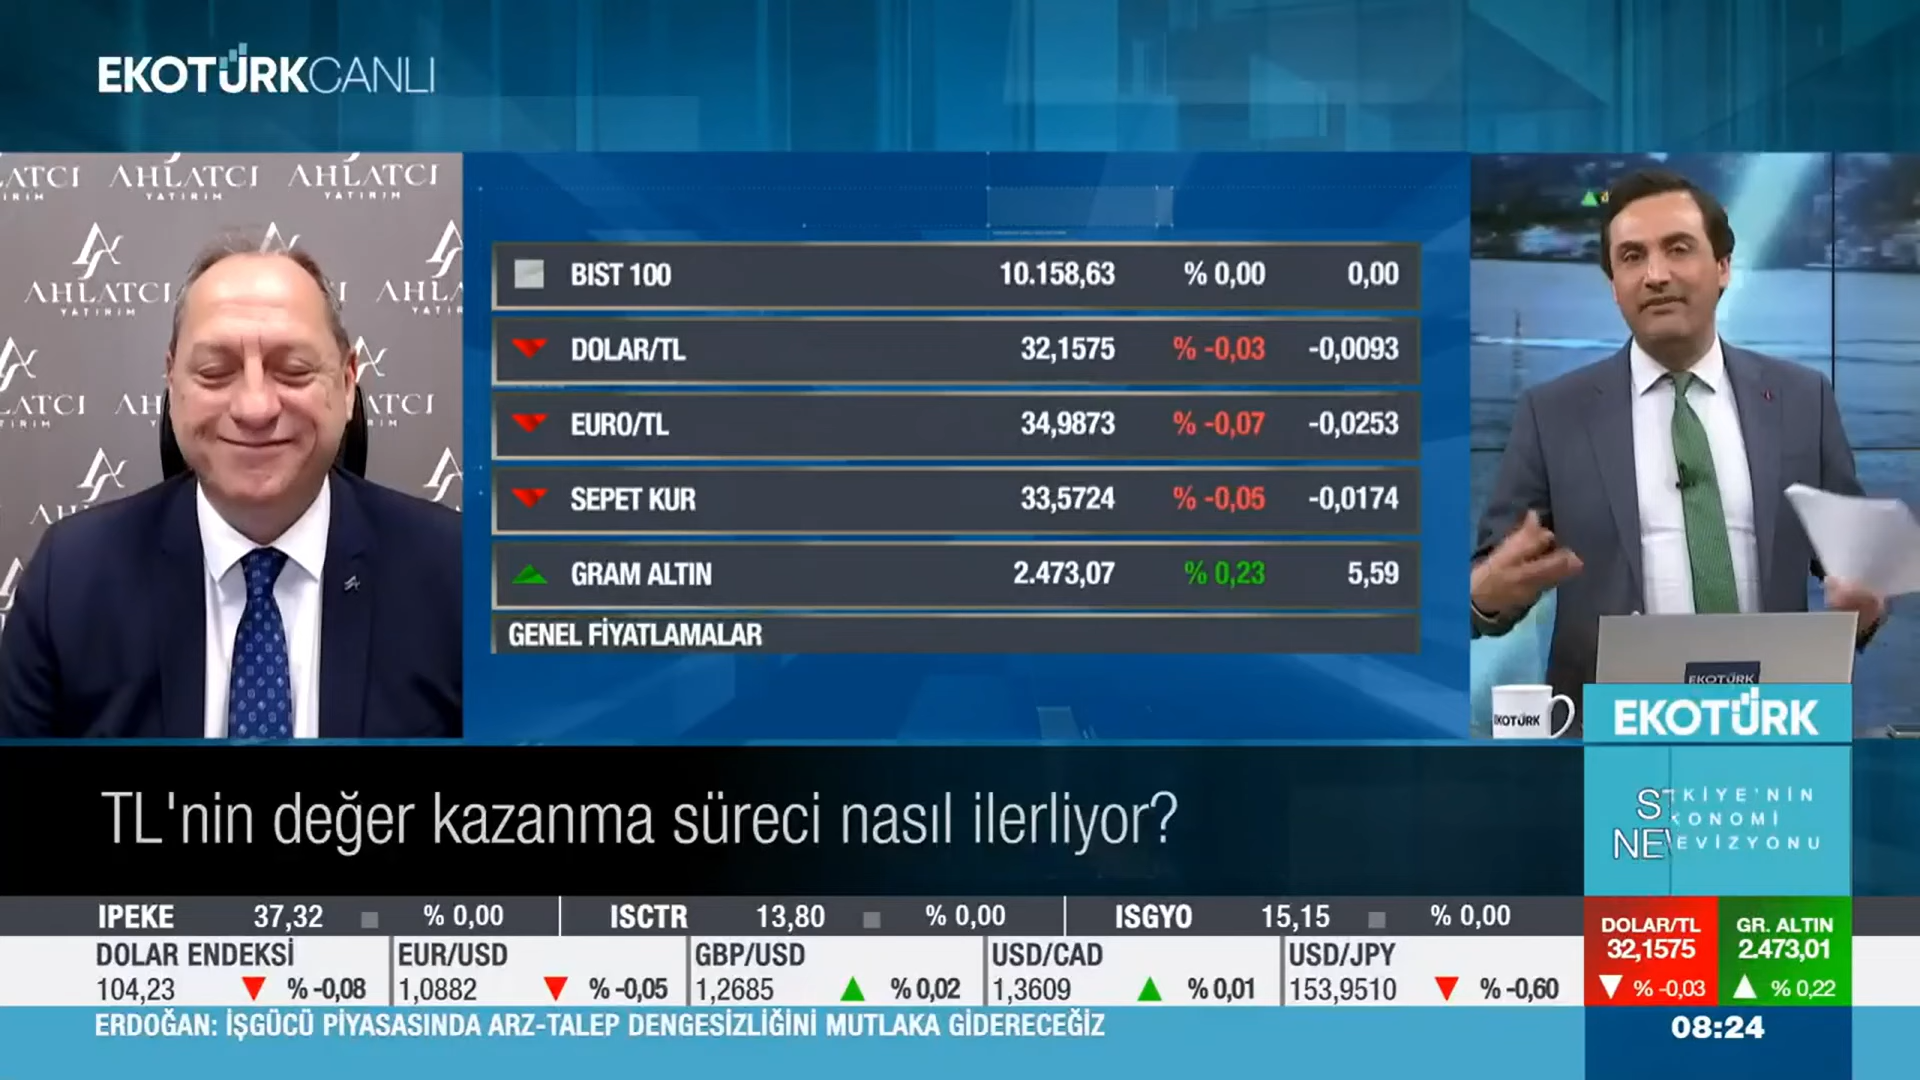 EKOTÜRK CANLI
AHLATCI AHLATCI
YATIRIM YATIRIM
AHLATCI
YATIRIM
BIST 100 10.158,63 % 0,00 0,00
DOLAR/TL 32,1575 % -0,03 -0,0093
EURO/TL 34,9873 % -0,07 -0,0253
SEPET KUR 33,5724 % -0,05 -0,0174
GRAM ALTIN 2.473,07 % 0,23 5,59
GENEL FİYATLAMALAR
EKOTÜRK
EKOTÜRK
EKOTÜRK
TL'nin değer kazanma süreci nasıl ilerliyor?
IPEKE 37,32 % 0,00 ISCTR 13,80 % 0,00 ISGYO 15,15 % 0,00
DOLAR ENDEKSİ EUR/USD GBP/USD USD/CAD USD/JPY
104,23 % -0,08 1,0882 % -0,05 1,2685 % 0,02 1,3609 % 0,01 153,9510 % -0,60
DOLAR/TL GR. ALTIN
32,1575 2.473,01
% -0,03 % 0,22
ERDOĞAN: İŞGÜCÜ PİYASASINDA ARZ-TALEP DENGESİZLİĞİNİ MUTLAKA GİDERECEĞİZ
08:24